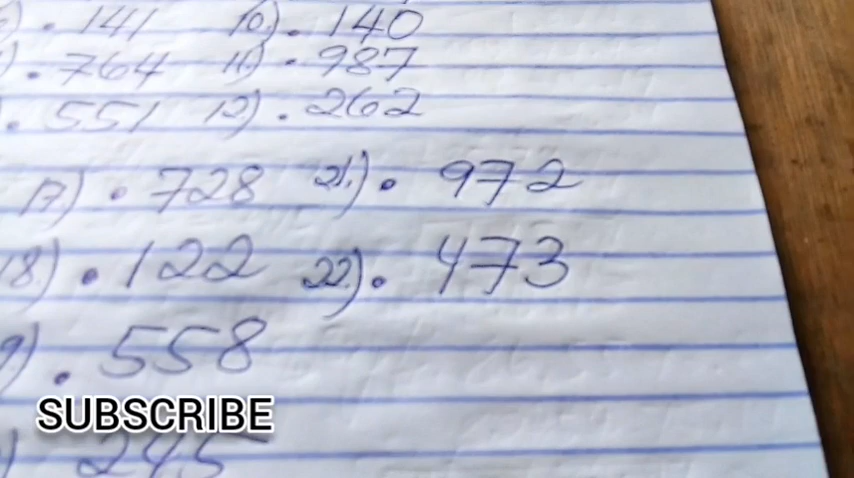 . 141 10.) . 140
) . 764 11.) . 987
. 551 12) . 262
17.) . 728 21.) . 972
18.) . 122 22.) . 473
9) . 558
SUBSCRIBE
) 245